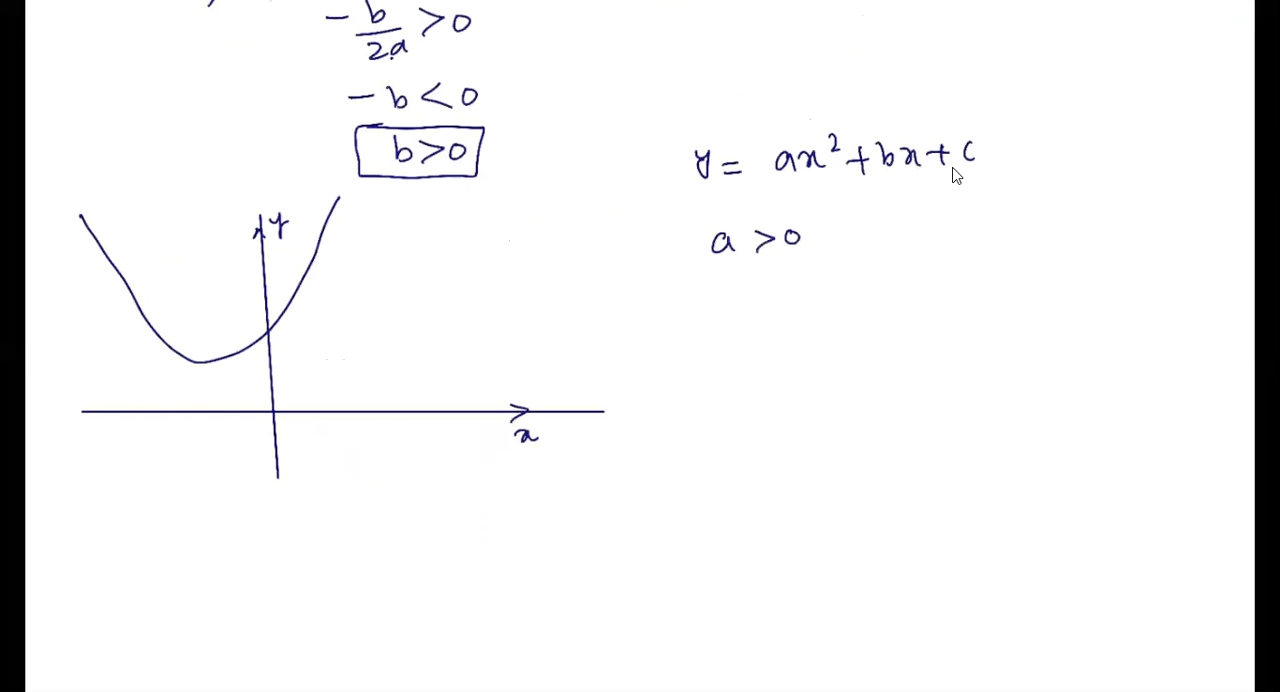 - b/2a > 0
- b < 0
b > 0
y = ax² + bx + c
a > 0
y
x